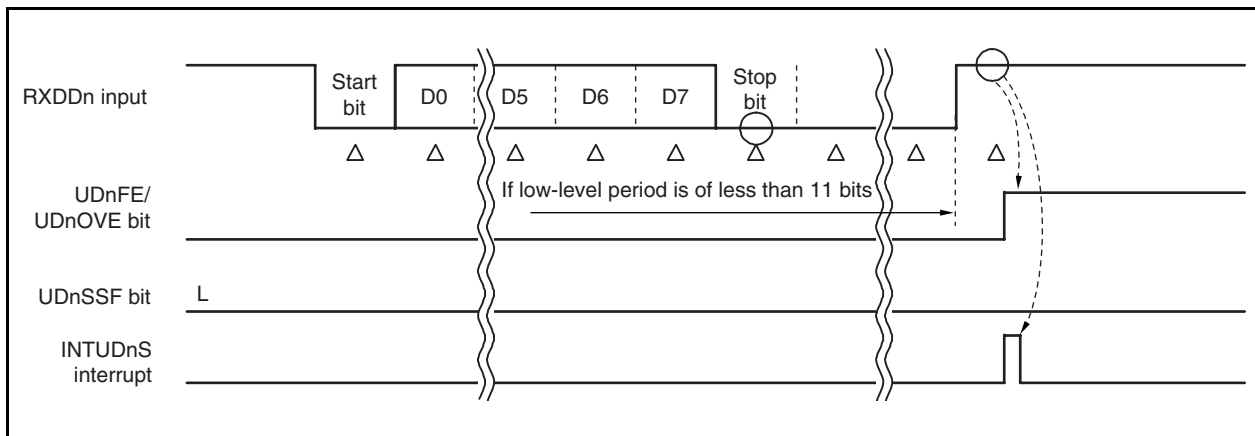 RXDDn input
Start
bit
D0
D5
D6
D7
Stop
bit
UDnFE/
UDnOVE bit
If low-level period is of less than 11 bits
UDnSSF bit
L
INTUDnS
interrupt